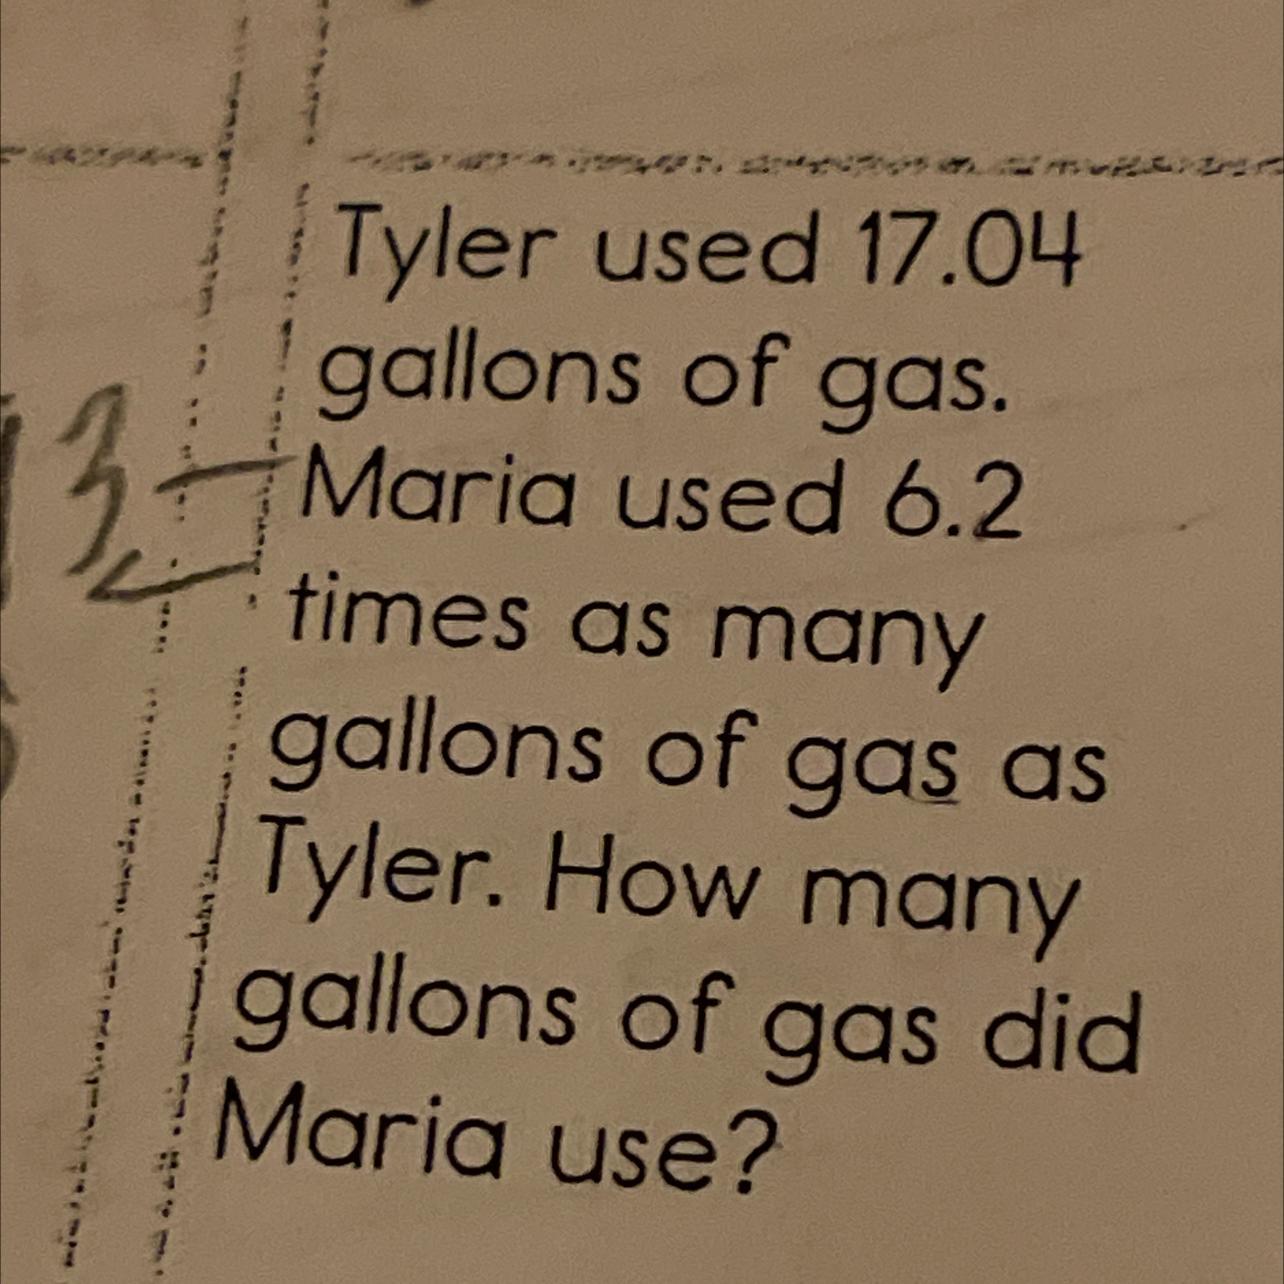 Tyler used 17.04
gallons of gas.
Maria used 6.2
times as many
gallons of gas as
Tyler. How many
gallons of gas did
Maria use?